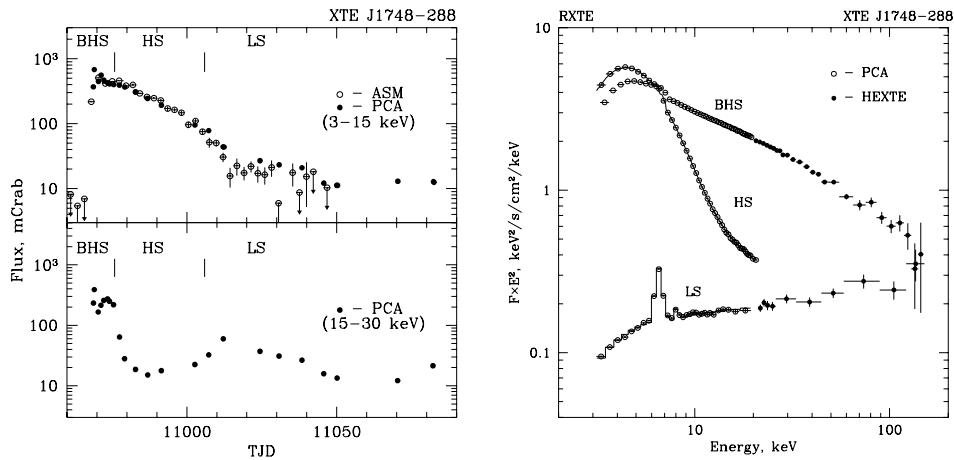 XTE J1748−288
BHS HS LS
10³
100
10
○ − ASM
● − PCA
(3−15 keV)
BHS HS LS
10³
100
10
● − PCA
(15−30 keV)
Flux, mCrab
11000 11050
TJD
RXTE XTE J1748−288
10
1
0.1
○ − PCA
● − HEXTE
BHS
HS
LS
F×E², keV²/s/cm²/keV
10 100
Energy, keV